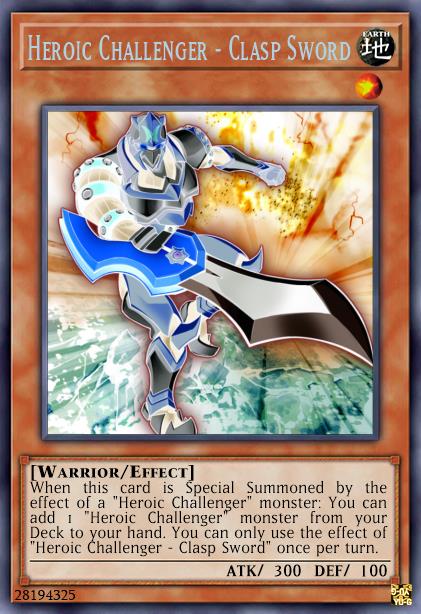 Heroic Challenger - Clasp Sword
EARTH
地
[Warrior/Effect]
When this card is Special Summoned by the
effect of a "Heroic Challenger" monster: You can
add 1 "Heroic Challenger" monster from your
Deck to your hand. You can only use the effect of
"Heroic Challenger - Clasp Sword" once per turn.
ATK/ 300 DEF/ 100
28194325